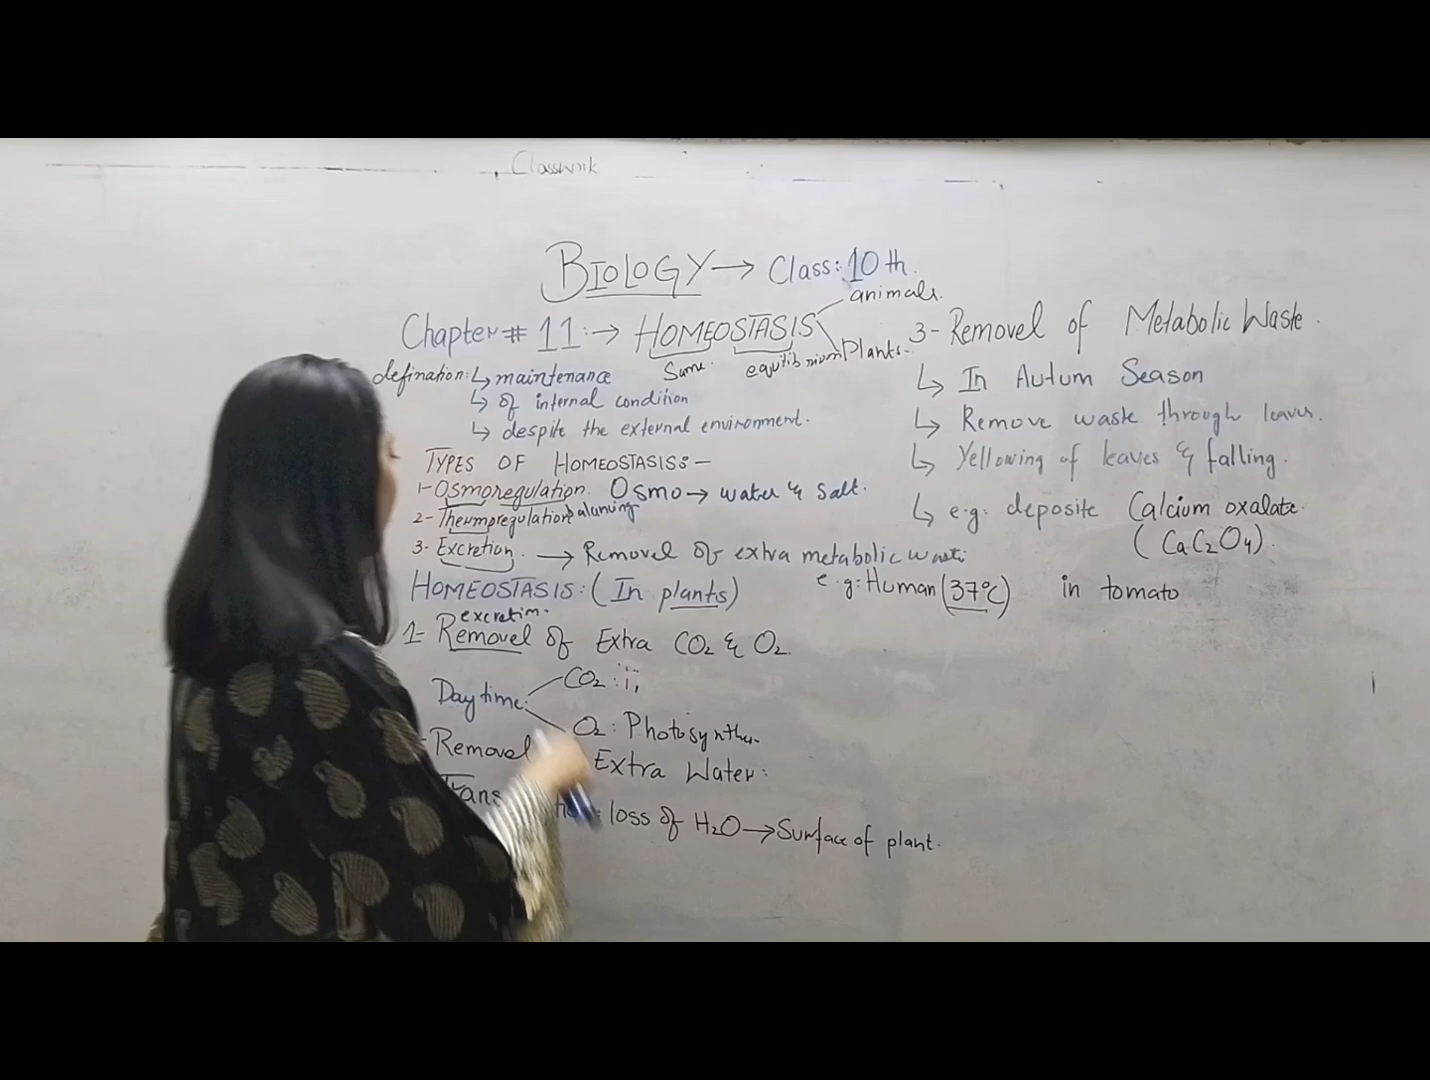 Classwork
BIOLOGY → Class: 10th.
Chapter # 11: → HOMEOSTASIS
animals.
Plants.
Same. equilibrium
defination: ↳ maintenance
↳ of internal condition
↳ despite the external environment.
TYPES OF HOMEOSTASIS: –
1- Osmoregulation. Osmo → water & salt.
balancing
2- Thermoregulation
3- Excretion. → Removel of extra metabolic waste
e.g: Human (37°C)
HOMEOSTASIS: (In plants)
excretion.
1- Removel of Extra CO2 & O2.
Day time:
CO2 :
O2 : Photosynthe
Removel Extra Water:
Trans : loss of H2O → Surface of plant.
3- Removel of Metabolic Waste.
↳ In Autum Season
↳ Remove waste through leaves.
↳ Yellowing of leaves & falling.
↳ e.g: deposite Calcium oxalate.
(CaC2O4).
in tomato